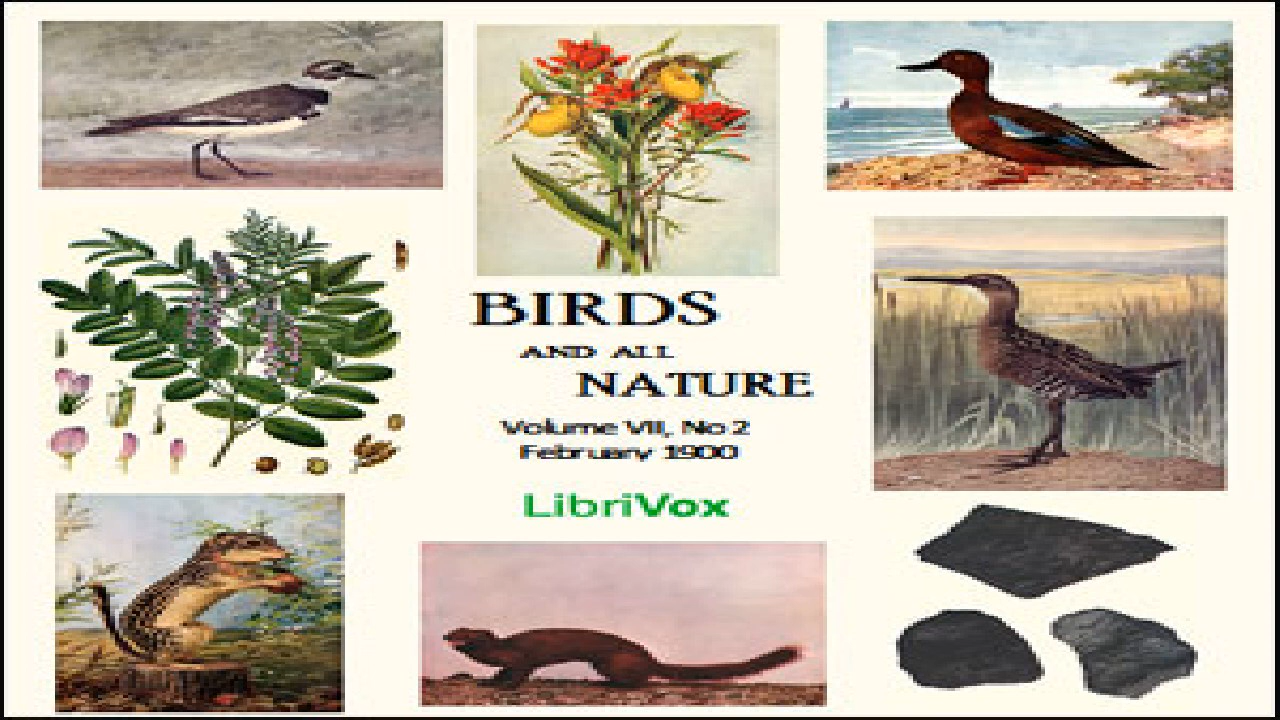 BIRDS
AND ALL
NATURE
Volume VII, No 2
February 1900
LibriVox